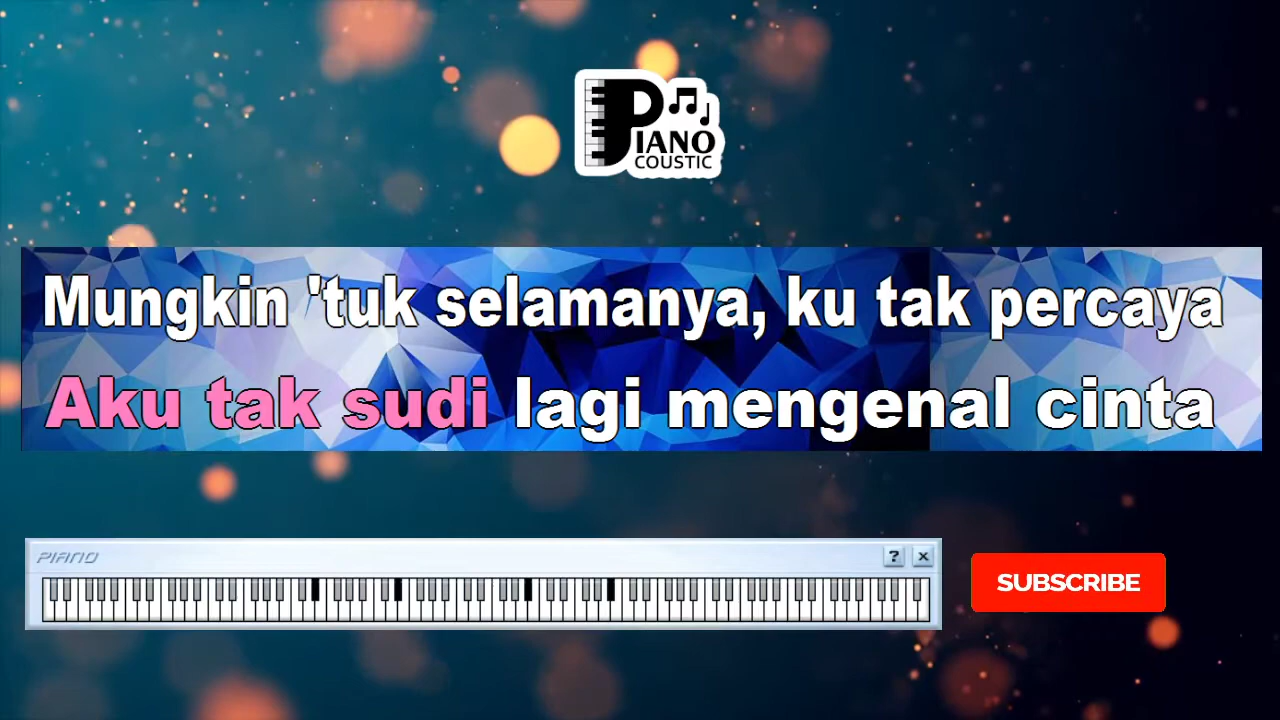 PIANO
COUSTIC
Mungkin 'tuk selamanya, ku tak percaya
Aku tak sudi lagi mengenal cinta
PIANO
? ×
SUBSCRIBE